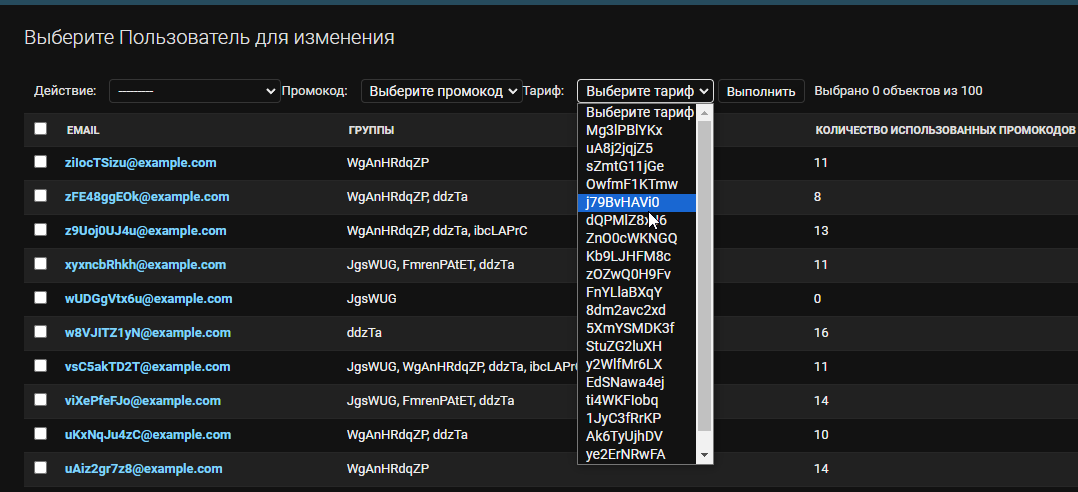 Выберите Пользователь для изменения
Действие: --------- Промокод: Выберите промокод Тариф: Выберите тариф Выполнить Выбрано 0 объектов из 100
EMAIL ГРУППЫ КОЛИЧЕСТВО ИСПОЛЬЗОВАННЫХ ПРОМОКОДОВ
ziIocTSizu@example.com WgAnHRdqZP 11
zFE48ggEOk@example.com WgAnHRdqZP, ddzTa 8
z9Uoj0UJ4u@example.com WgAnHRdqZP, ddzTa, ibcLAPrC 13
xyxncbRhkh@example.com JgsWUG, FmrenPAtET, ddzTa 11
wUDGgVtx6u@example.com JgsWUG 0
w8VJITZ1yN@example.com ddzTa 16
vsC5akTD2T@example.com JgsWUG, WgAnHRdqZP, ddzTa, ibcLAPrC 11
viXePfeFJo@example.com JgsWUG, FmrenPAtET, ddzTa 14
uKxNqJu4zC@example.com WgAnHRdqZP, ddzTa 10
uAiz2gr7z8@example.com WgAnHRdqZP 14
Выберите тариф
Mg3lPBlYKx
uA8j2jqjZ5
sZmtG11jGe
OwfmF1KTmw
j79BvHAVi0
ZnO0cWKNGQ
Kb9LJHFM8c
zOZwQ0H9Fv
FnYLlaBXqY
8dm2avc2xd
5XmYSMDK3f
StuZG2luXH
y2WlfMr6LX
EdSNawa4ej
ti4WKFIobq
1JyC3fRrKP
Ak6TyUjhDV
ye2ErNRwFA